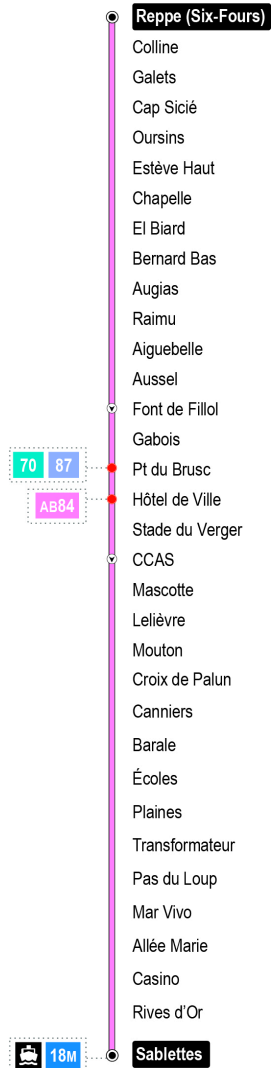 Reppe (Six-Fours)
Colline
Galets
Cap Sicié
Oursins
Estève Haut
Chapelle
El Biard
Bernard Bas
Augias
Raimu
Aiguebelle
Aussel
Font de Fillol
Gabois
70 87 Pt du Brusc
AB84 Hôtel de Ville
Stade du Verger
CCAS
Mascotte
Lelièvre
Mouton
Croix de Palun
Canniers
Barale
Écoles
Plaines
Transformateur
Pas du Loup
Mar Vivo
Allée Marie
Casino
Rives d'Or
18M Sablettes